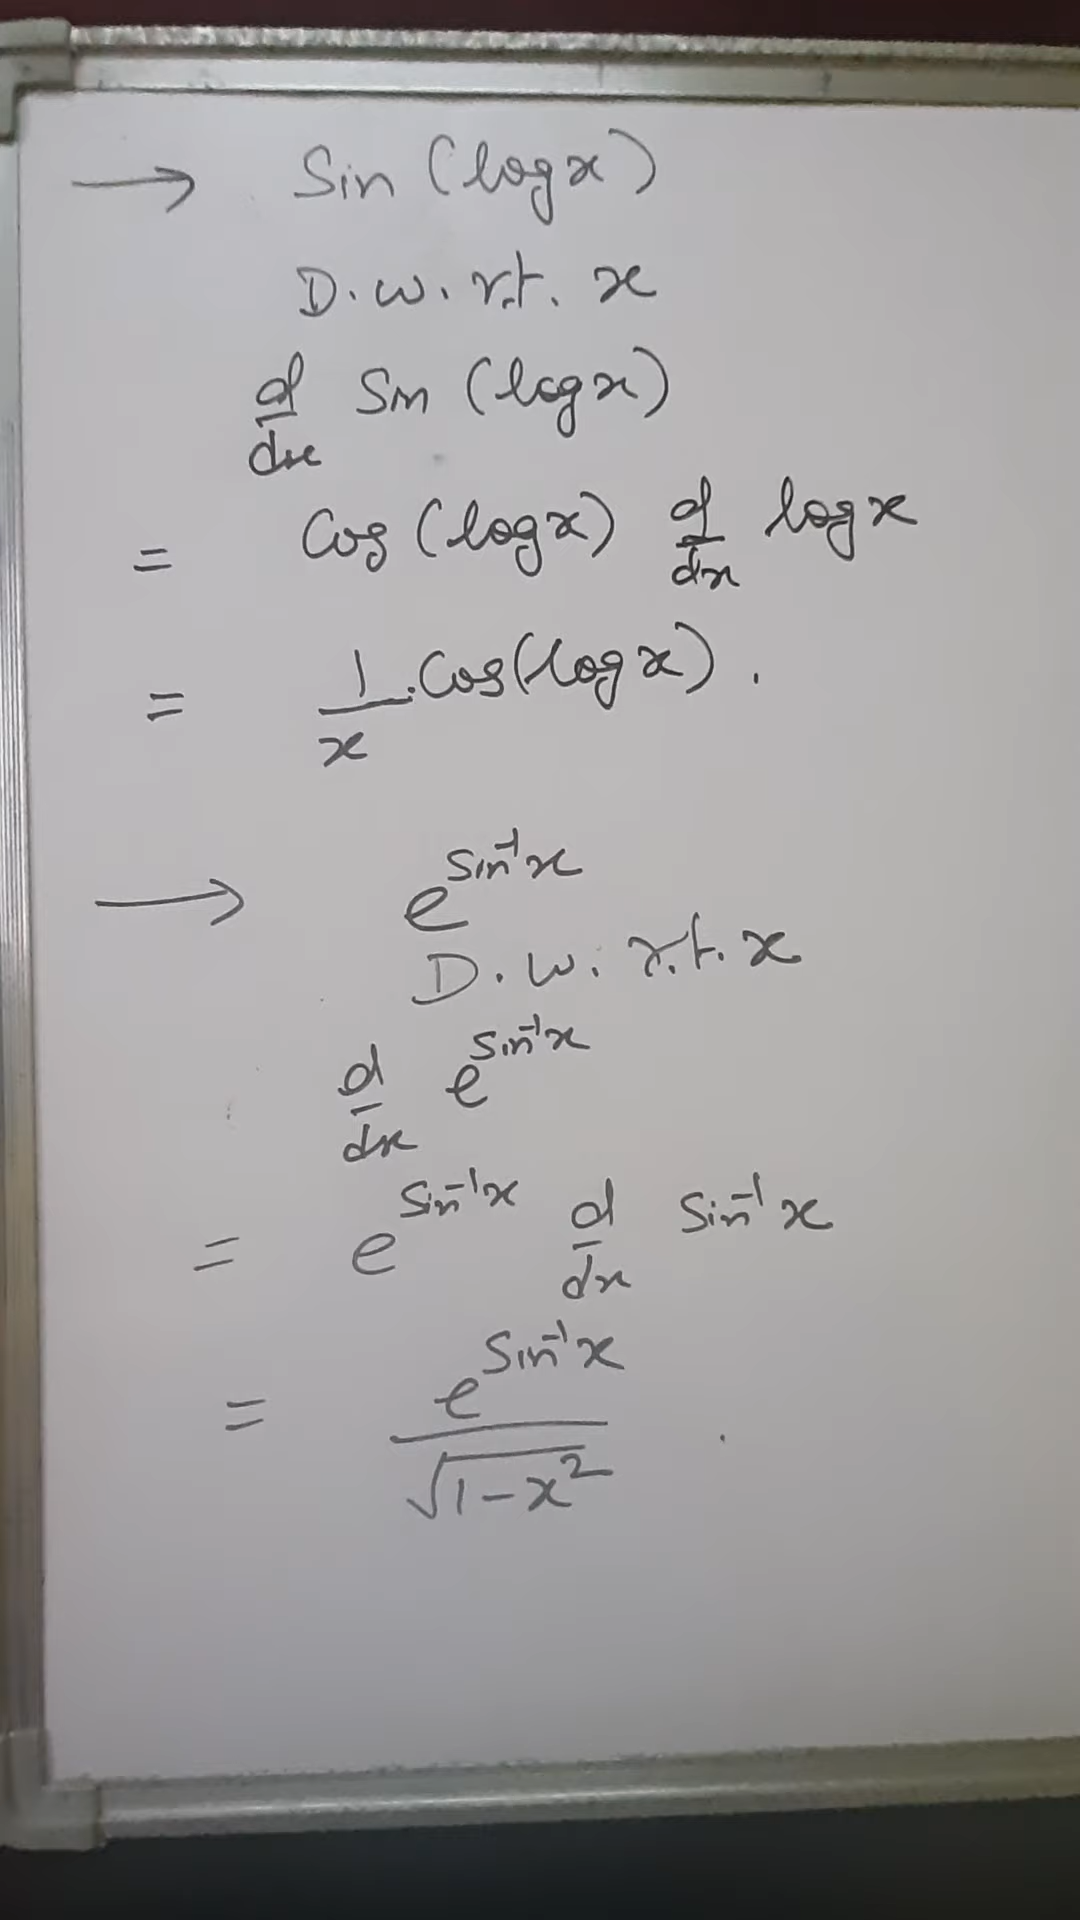 → Sin (log x)
D. w. r.t. x
d/dx Sin (log x)
= Cos (log x) d/dx log x
= 1/x . Cos(log x) .
→ e^(Sin⁻¹x)
D. w. r.t. x
d/dx e^(Sin⁻¹x)
= e^(Sin⁻¹x) d/dx Sin⁻¹x
= e^(Sin⁻¹x)/√(1-x²) .